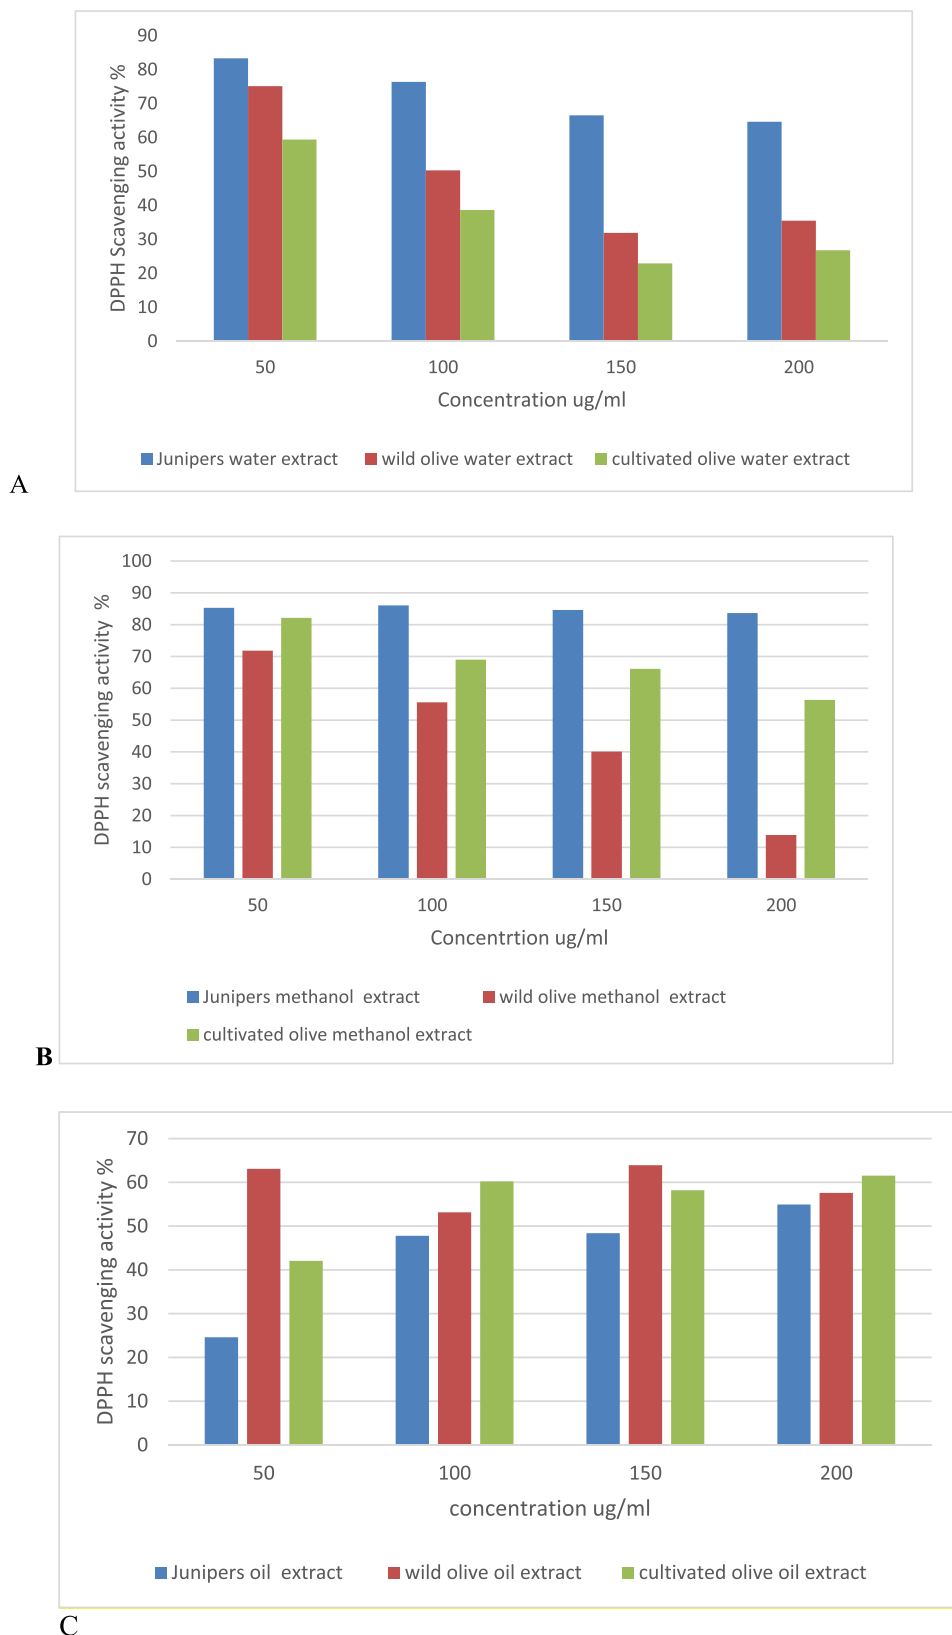 90
80
70
60
50
40
30
20
10
0
DPPH Scavenging activity %
50 100 150 200
Concentration ug/ml
Junipers water extract wild olive water extract cultivated olive water extract
A
100
90
80
70
60
50
40
30
20
10
0
DPPH scavenging activity %
50 100 150 200
Concentrtion ug/ml
Junipers methanol extract wild olive methanol extract
cultivated olive methanol extract
B
70
60
50
40
30
20
10
0
DPPH scavenging activity %
50 100 150 200
concentration ug/ml
Junipers oil extract wild olive oil extract cultivated olive oil extract
C